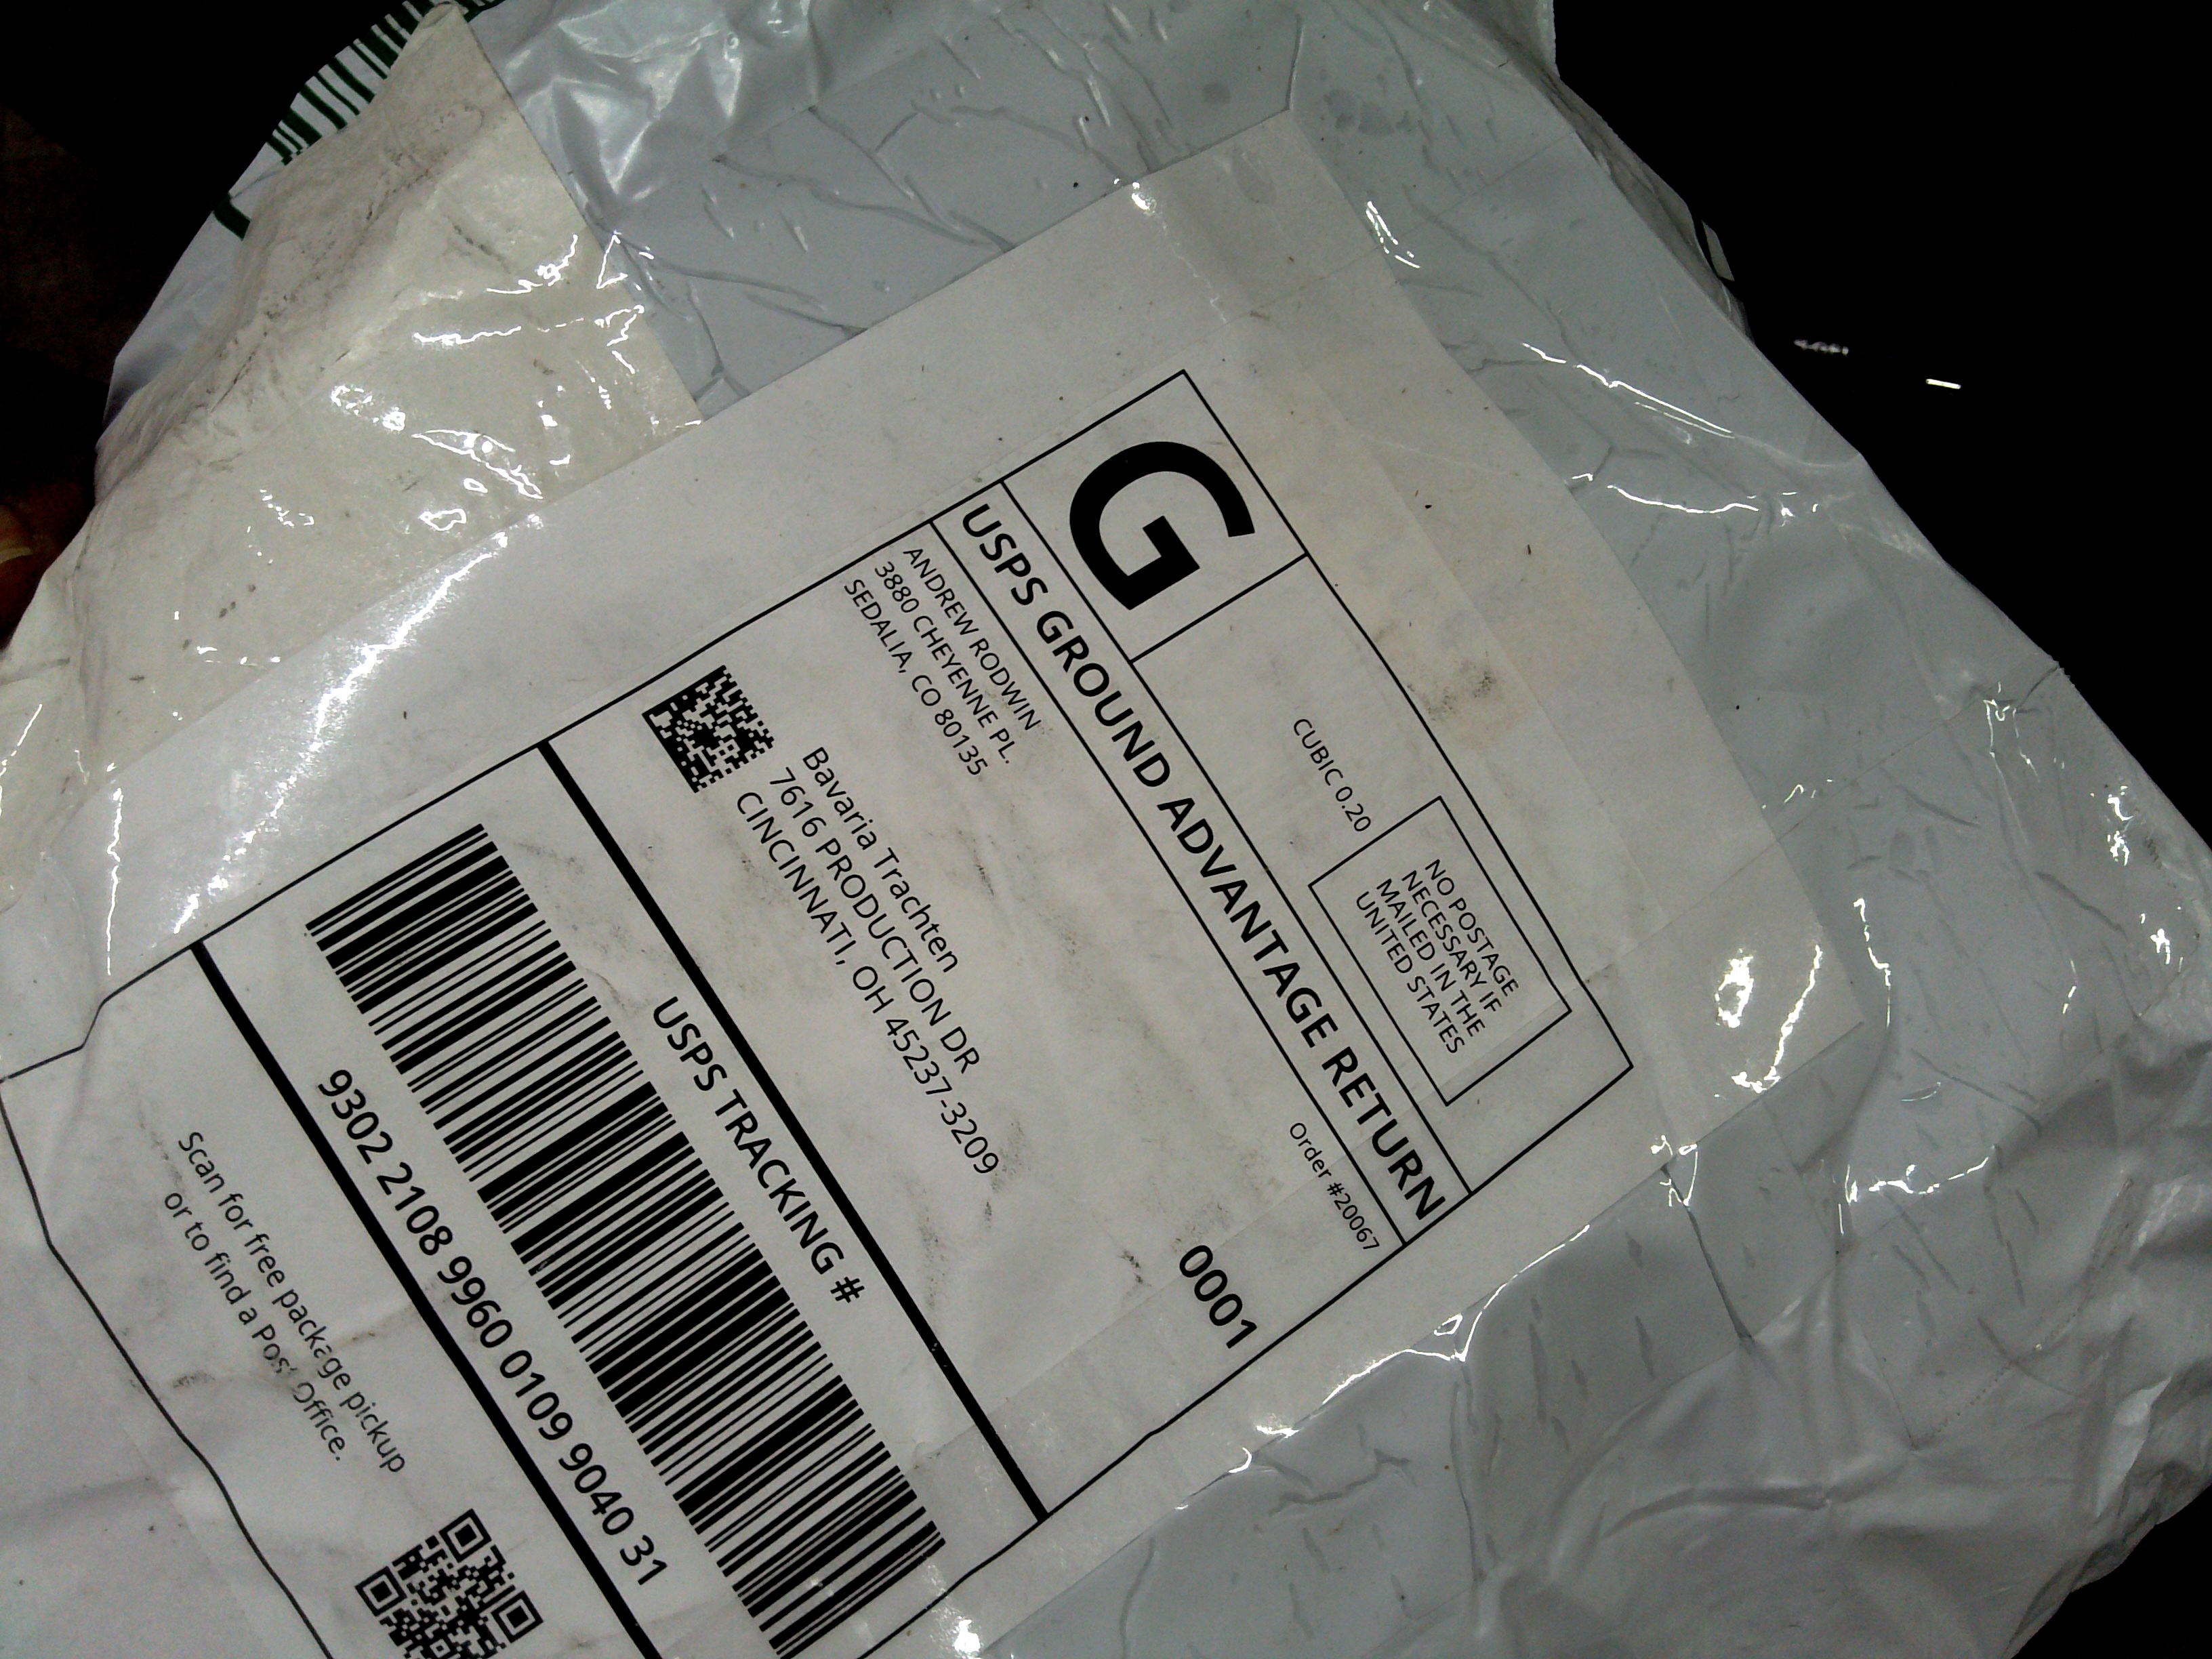 G
CUBIC 0.20
NO POSTAGE
NECESSARY IF
MAILED IN THE
UNITED STATES
USPS GROUND ADVANTAGE RETURN
ANDREW RODWIN
3880 CHEYENNE PL.
SEDALIA, CO 80135
Order #20067
0001
Bavaria Trachten
7616 PRODUCTION DR
CINCINNATI, OH 45237-3209
USPS TRACKING #
9302 2108 9960 0109 9040 31
Scan for free package pickup
or to find a Post Office.